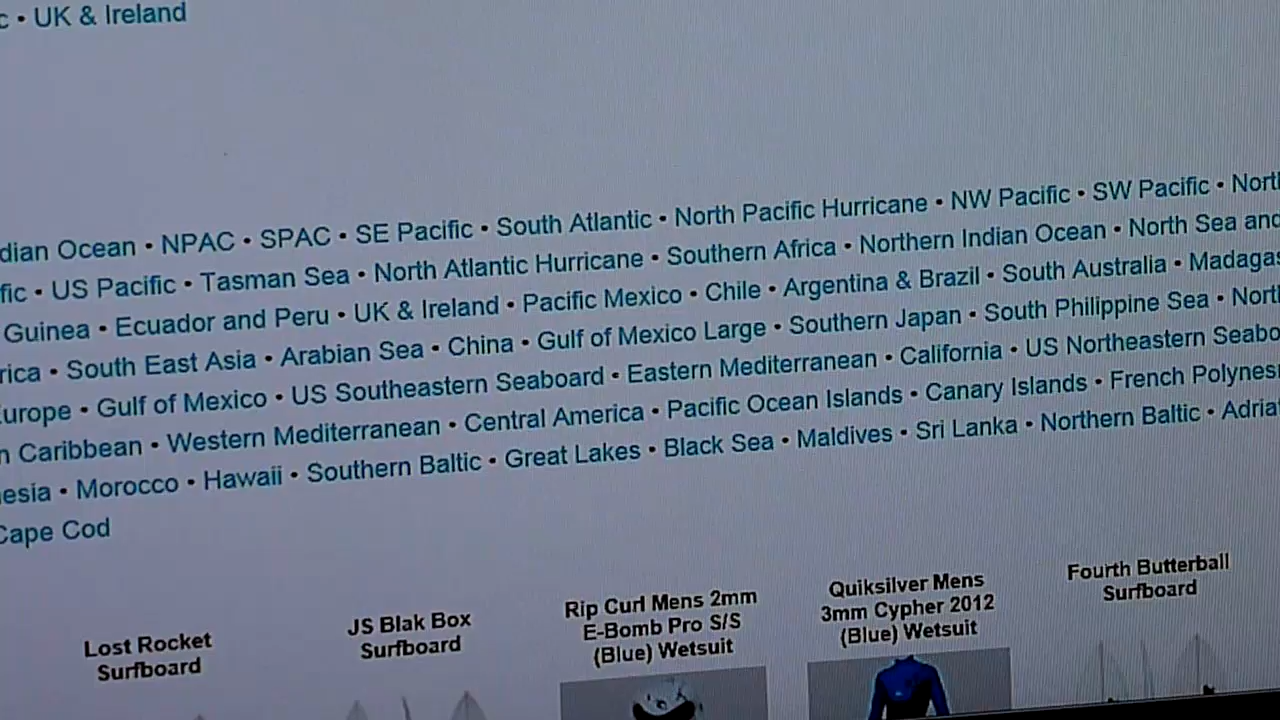 • UK & Ireland
Ocean • NPAC • SPAC • SE Pacific • South Atlantic • North Pacific Hurricane • NW Pacific • SW Pacific •
• US Pacific • Tasman Sea • North Atlantic Hurricane • Southern Africa • Northern Indian Ocean • North Sea and
Guinea • Ecuador and Peru • UK & Ireland • Pacific Mexico • Chile • Argentina & Brazil • South Australia •
• South East Asia • Arabian Sea • China • Gulf of Mexico Large • Southern Japan • South Philippine Sea •
• Gulf of Mexico • US Southeastern Seaboard • Eastern Mediterranean • California • US Northeastern
Caribbean • Western Mediterranean • Central America • Pacific Ocean Islands • Canary Islands • French
• Morocco • Hawaii • Southern Baltic • Great Lakes • Black Sea • Maldives • Sri Lanka • Northern Baltic •
Cape Cod
Lost Rocket
Surfboard
JS Blak Box
Surfboard
Rip Curl Mens 2mm
E-Bomb Pro S/S
(Blue) Wetsuit
Quiksilver Mens
3mm Cypher 2012
(Blue) Wetsuit
Fourth Butterball
Surfboard